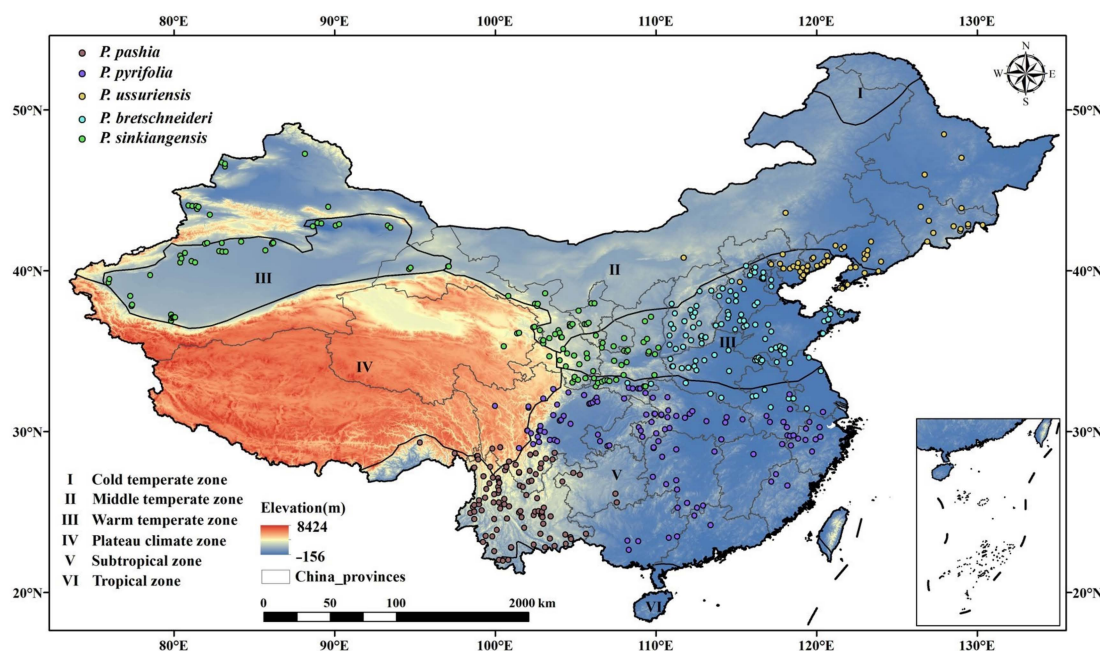 80°E 90°E 100°E 110°E 120°E 130°E
P. pashia
P. pyrifolia
P. ussuriensis
P. bretschneideri
P. sinkiangensis
N
W E
S
I
50°N 50°N
II
40°N 40°N
III
III
IV
30°N 30°N
V
I Cold temperate zone
II Middle temperate zone
III Warm temperate zone
IV Plateau climate zone
V Subtropical zone
VI Tropical zone
Elevation(m)
8424
-156
China_provinces
0 50 100 2000 km
20°N 20°N
VI
80°E 90°E 100°E 110°E 120°E 130°E